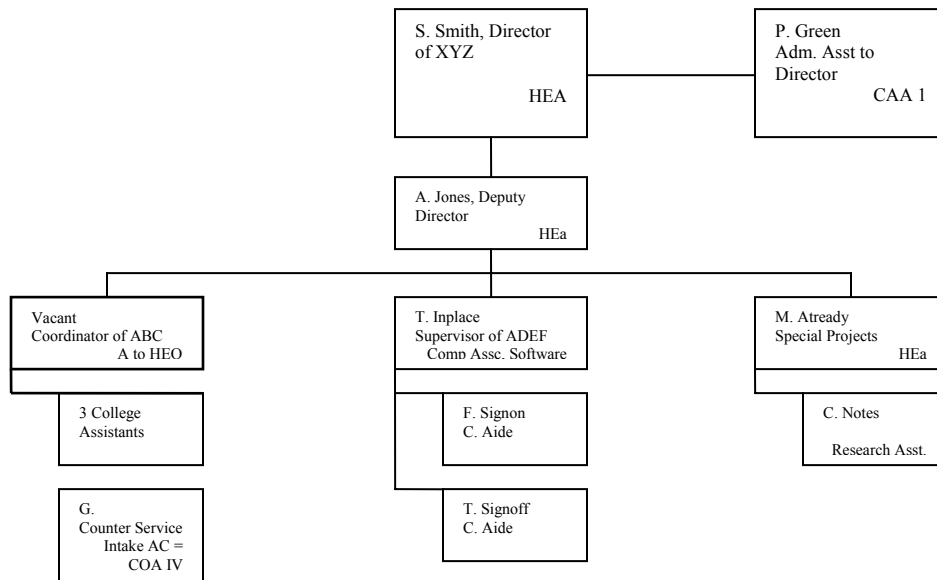 S. Smith, Director
of XYZ
HEA
P. Green
Adm. Asst to
Director
CAA 1
A. Jones, Deputy
Director
HEa
Vacant
Coordinator of ABC
A to HEO
T. Inplace
Supervisor of ADEF
Comp Assc. Software
M. Atready
Special Projects
HEa
3 College
Assistants
F. Signon
C. Aide
C. Notes
Research Asst.
G.
Counter Service
Intake AC =
COA IV
T. Signoff
C. Aide